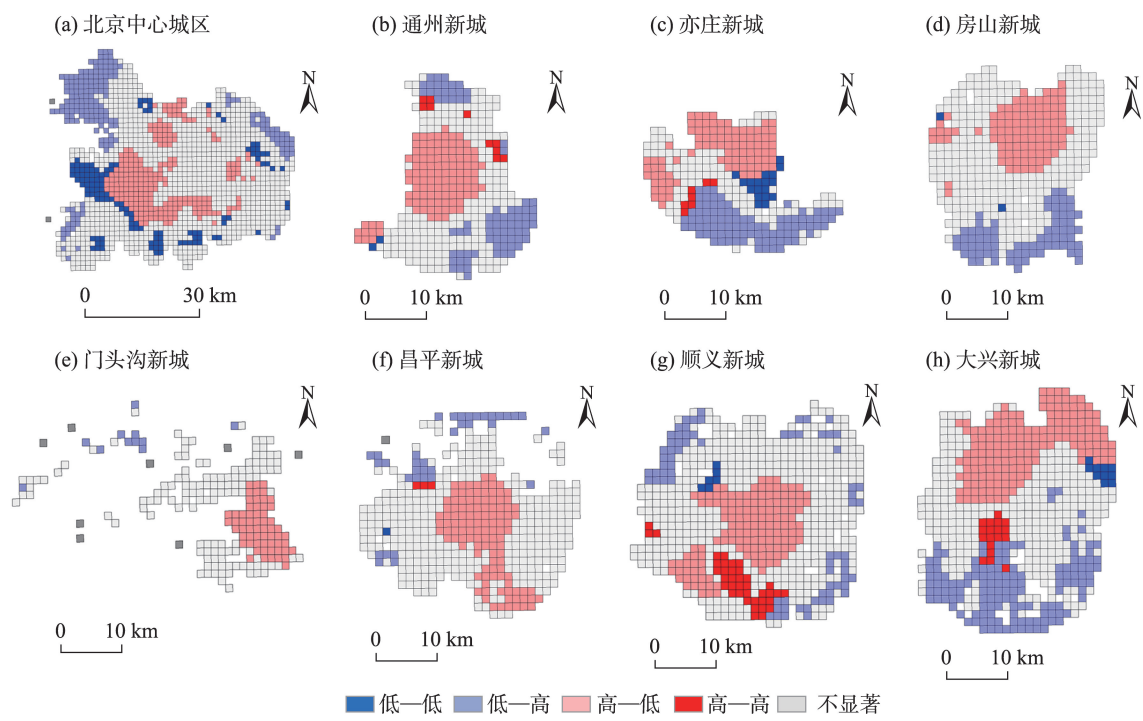 (a) 北京中心城区
(b) 通州新城
(c) 亦庄新城
(d) 房山新城
N
N
N
N
0 30 km
0 10 km
0 10 km
0 10 km
(e) 门头沟新城
(f) 昌平新城
(g) 顺义新城
(h) 大兴新城
N
N
N
N
0 10 km
0 10 km
0 10 km
0 10 km
低—低 低—高 高—低 高—高 不显著